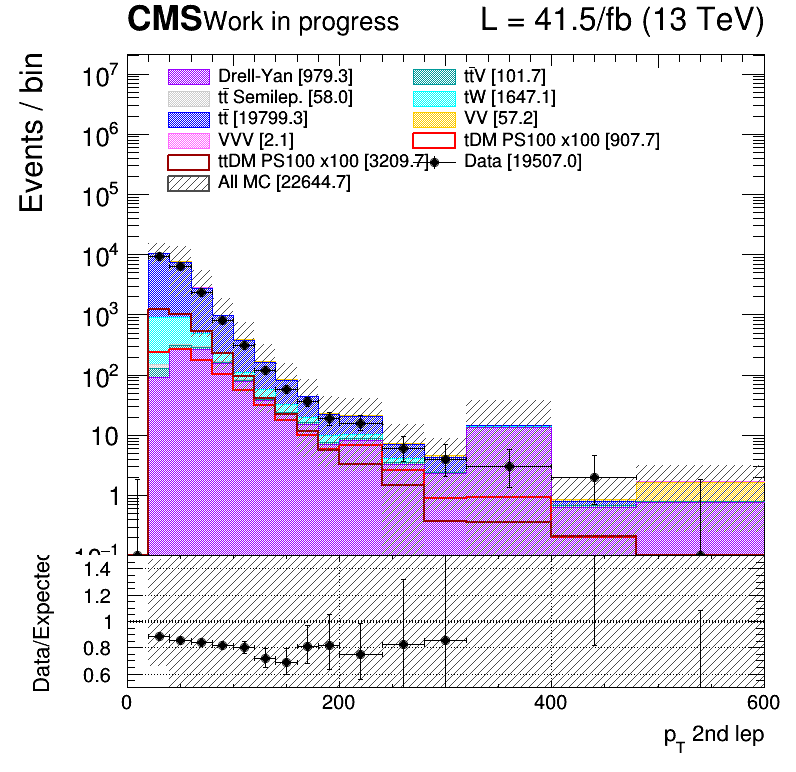 CMS Work in progress L = 41.5/fb (13 TeV)
Events / bin
Drell-Yan [979.3] tt̄V [101.7]
tt̄ Semilep. [58.0] tW [1647.1]
tt̄ [19799.3] VV [57.2]
VVV [2.1] tDM PS100 x100 [907.7]
ttDM PS100 x100 [3209.7] Data [19507.0]
All MC [22644.7]
10⁷
10⁶
10⁵
10⁴
10³
10²
10
1
10⁻¹
Data/Expected
1.4
1.2
1
0.8
0.6
0 200 400 600
p_T 2nd lep